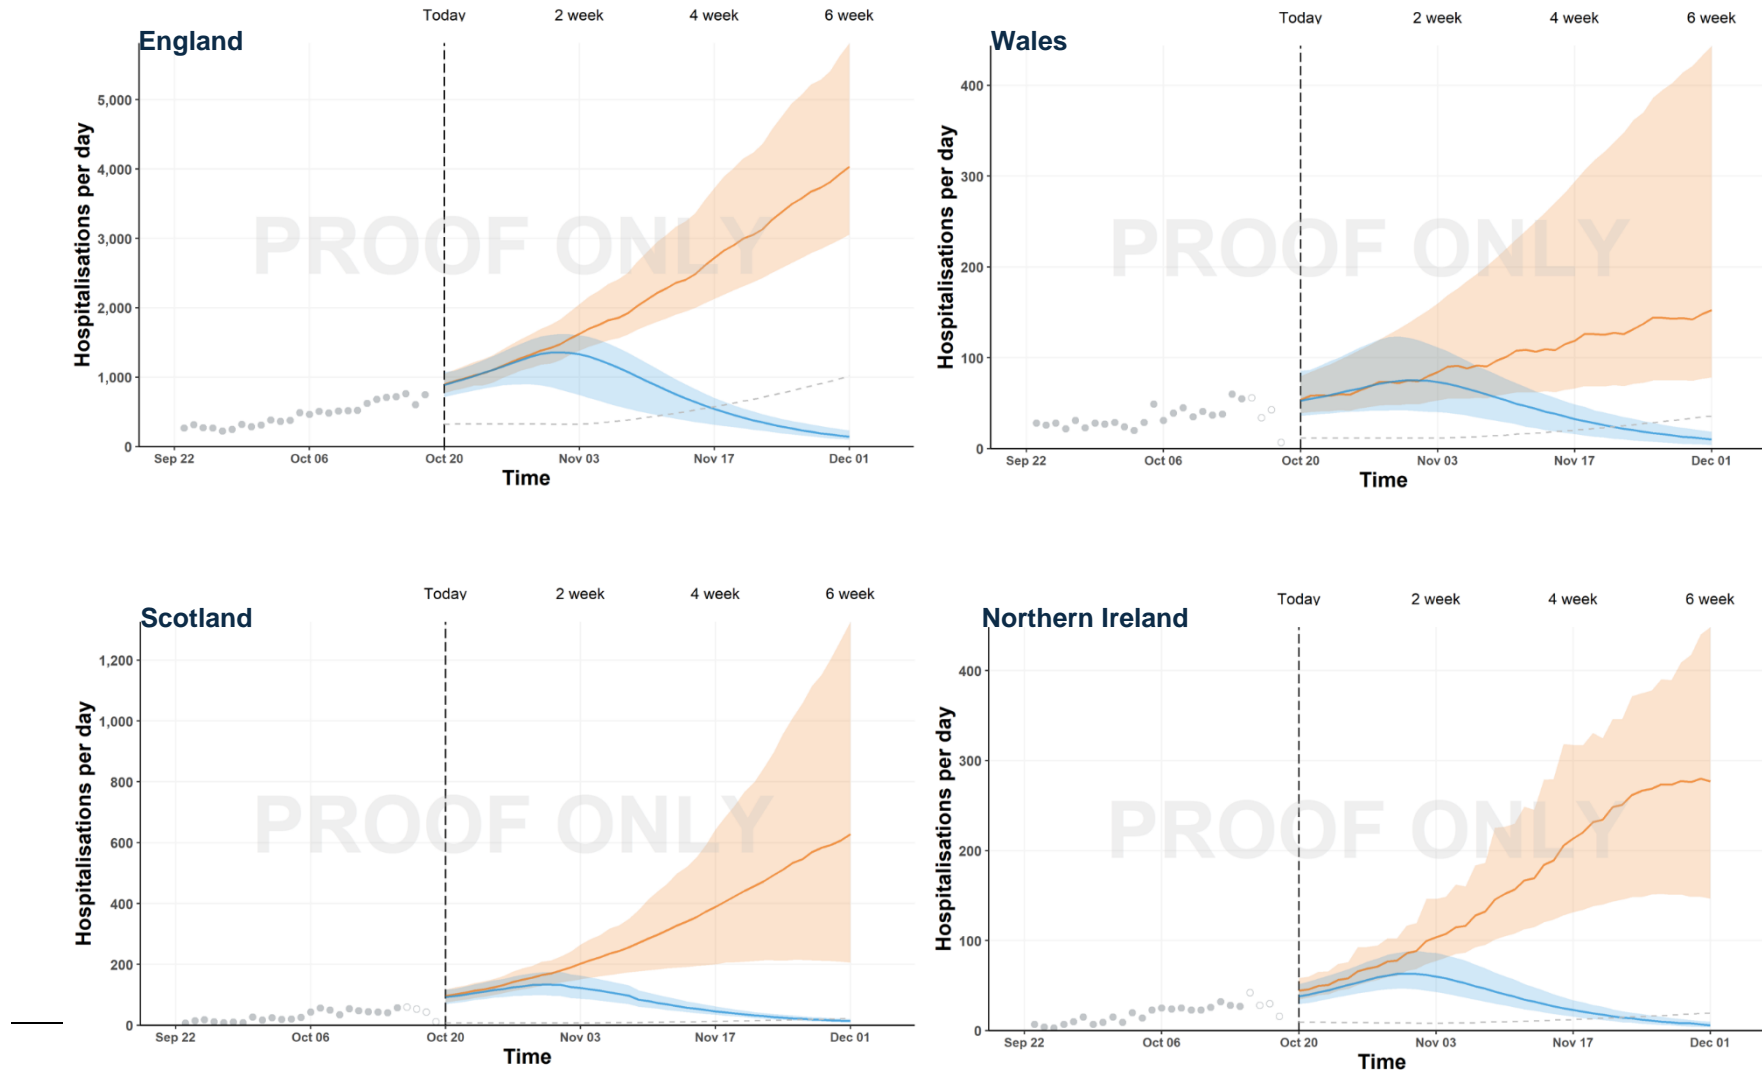 Today 2 week 4 week 6 week
England
5,000
4,000
3,000
2,000
1,000
0
Hospitalisations per day
PROOF ONLY
Sep 22 Oct 06 Oct 20 Nov 03 Nov 17 Dec 01
Time
Today 2 week 4 week 6 week
Wales
400
300
200
100
0
Hospitalisations per day
PROOF ONLY
Sep 22 Oct 06 Oct 20 Nov 03 Nov 17 Dec 01
Time
Today 2 week 4 week 6 week
Scotland
1,200
1,000
800
600
400
200
0
Hospitalisations per day
PROOF ONLY
Sep 22 Oct 06 Oct 20 Nov 03 Nov 17 Dec 01
Time
Today 2 week 4 week 6 week
Northern Ireland
400
300
200
100
0
Hospitalisations per day
PROOF ONLY
Sep 22 Oct 06 Oct 20 Nov 03 Nov 17 Dec 01
Time